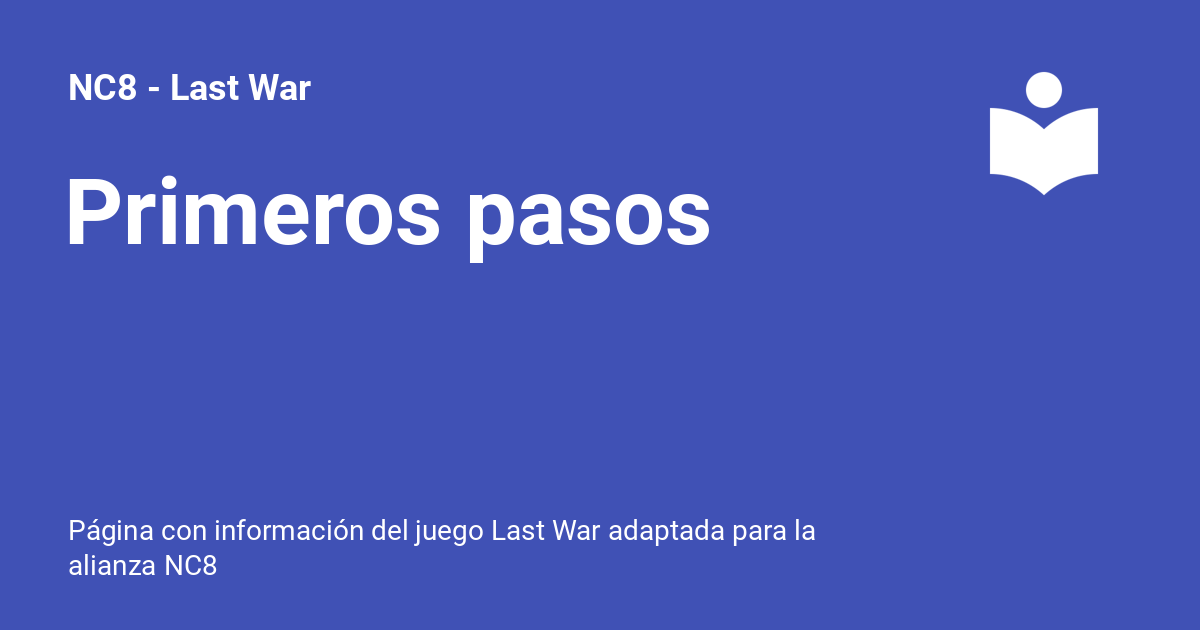 NC8 - Last War
Primeros pasos
Página con información del juego Last War adaptada para la
alianza NC8